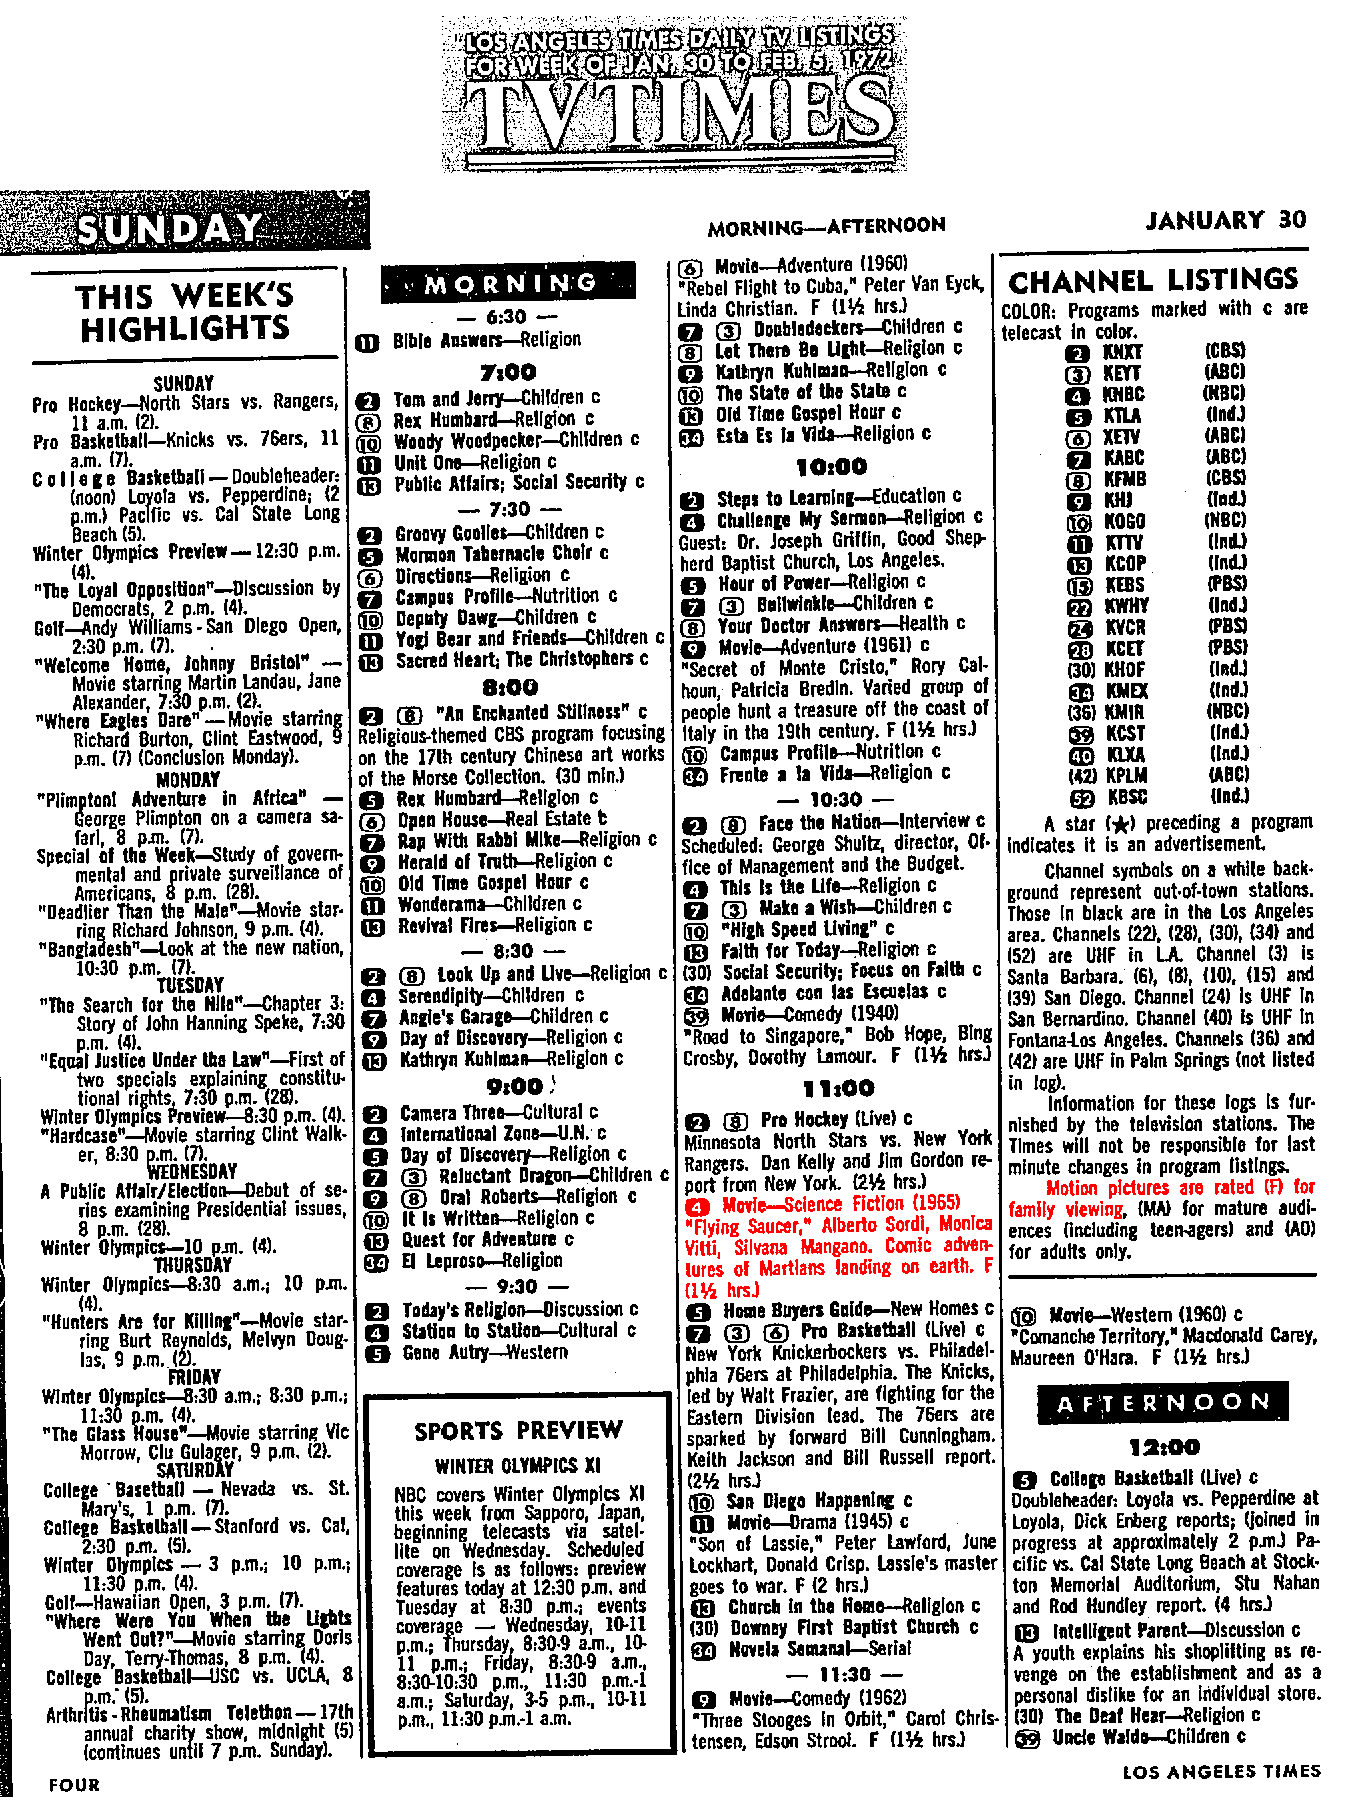 LOS ANGELES TIMES DAILY TV LISTINGS
FOR WEEK OF JAN. 30 TO FEB. 5, 1972
TV TIMES
SUNDAY
MORNING—AFTERNOON
JANUARY 30
THIS WEEK'S
HIGHLIGHTS
SUNDAY
Pro Hockey—North Stars vs. Rangers,
11 a.m. (2).
Pro Basketball—Knicks vs. 76ers, 11
a.m. (7).
College Basketball—Doubleheader:
(noon) Loyola vs. Pepperdine; (2
p.m.) Pacific vs. Cal State Long
Beach (5).
Winter Olympics Preview—12:30 p.m.
(4).
"The Loyal Opposition"—Discussion by
Democrats, 2 p.m. (4).
Golf—Andy Williams-San Diego Open,
2:30 p.m. (7).
"Welcome Home, Johnny Bristol" —
Movie starring Martin Landau, Jane
Alexander, 7:30 p.m. (2).
"Where Eagles Dare"—Movie starring
Richard Burton, Clint Eastwood, 9
p.m. (7) (Conclusion Monday).
MONDAY
"Plimpton! Adventure in Africa" —
George Plimpton on a camera sa-
fari, 8 p.m. (7).
Special of the Week—Study of govern-
mental and private surveillance of
Americans, 8 p.m. (28).
"Deadlier Than the Male"—Movie star-
ring Richard Johnson, 9 p.m. (4).
"Bangladesh"—Look at the new nation,
10:30 p.m. (7).
TUESDAY
"The Search for the Nile"—Chapter 3:
Story of John Hanning Speke, 7:30
p.m. (4).
"Equal Justice Under the Law"—First of
two specials explaining constitu-
tional rights, 7:30 p.m. (28).
Winter Olympics Preview—8:30 p.m. (4).
"Hardcase"—Movie starring Clint Walk-
er, 8:30 p.m. (7).
WEDNESDAY
A Public Affair/Election—Debut of se-
ries examining Presidential issues,
8 p.m. (28).
Winter Olympics—10 p.m. (4).
THURSDAY
Winter Olympics—8:30 a.m.; 10 p.m.
(4).
"Hunters Are for Killing"—Movie star-
ring Burt Reynolds, Melvyn Doug-
las, 9 p.m. (2).
FRIDAY
Winter Olympics—8:30 a.m.; 8:30 p.m.;
11:30 p.m. (4).
"The Glass House"—Movie starring Vic
Morrow, Clu Gulager, 9 p.m. (2).
SATURDAY
College Basetball — Nevada vs. St.
Mary's, 1 p.m. (7).
College Basketball—Stanford vs. Cal,
2:30 p.m. (5).
Winter Olympics — 3 p.m.; 10 p.m.;
11:30 p.m. (4).
Golf—Hawaiian Open, 3 p.m. (7).
"Where Were You When the Lights
Went Out?"—Movie starring Doris
Day, Terry-Thomas, 8 p.m. (4).
College Basketball—USC vs. UCLA, 8
p.m. (5).
Arthritis-Rheumatism Telethon—17th
annual charity show, midnight (5)
(continues until 7 p.m. Sunday).
FOUR
MORNING
— 6:30 —
11 Bible Answers—Religion
7:00
2 Tom and Jerry—Children c
8 Rex Humbard—Religion c
10 Woody Woodpecker—Children c
11 Unit One—Religion c
13 Public Affairs; Social Security c
— 7:30 —
2 Groovy Goolies—Children c
5 Mormon Tabernacle Choir c
6 Directions—Religion c
7 Campus Profile—Nutrition c
10 Deputy Dawg—Children c
11 Yogi Bear and Friends—Children c
13 Sacred Heart; The Christophers c
8:00
2 8 "An Enchanted Stillness" c
Religious-themed CBS program focusing
on the 17th century Chinese art works
of the Morse Collection. (30 min.)
5 Rex Humbard—Religion c
6 Open House—Real Estate t
7 Rap With Rabbi Mike—Religion c
9 Herald of Truth—Religion c
10 Old Time Gospel Hour c
11 Wonderama—Children c
13 Revival Fires—Religion c
— 8:30 —
2 8 Look Up and Live—Religion c
4 Serendipity—Children c
7 Angie's Garage—Children c
9 Day of Discovery—Religion c
13 Kathryn Kuhlman—Religion c
9:00
2 Camera Three—Cultural c
4 International Zone—U.N. c
5 Day of Discovery—Religion c
7 3 Reluctant Dragon—Children c
9 8 Oral Roberts—Religion c
10 It Is Written—Religion c
13 Quest for Adventure c
34 El Leproso—Religion
— 9:30 —
2 Today's Religion—Discussion c
4 Station to Station—Cultural c
5 Gene Autry—Western
SPORTS PREVIEW
WINTER OLYMPICS XI
NBC covers Winter Olympics XI
this week from Sapporo, Japan,
beginning telecasts via satel-
lite on Wednesday. Scheduled
coverage is as follows: preview
features today at 12:30 p.m. and
Tuesday at 8:30 p.m.; events
coverage — Wednesday, 10-11
p.m.; Thursday, 8:30-9 a.m., 10-
11 p.m.; Friday, 8:30-9 a.m.,
8:30-10:30 p.m., 11:30 p.m.-1
a.m.; Saturday, 3-5 p.m., 10-11
p.m., 11:30 p.m.-1 a.m.
6 Movie—Adventure (1960)
"Rebel Flight to Cuba," Peter Van Eyck,
Linda Christian. F (1½ hrs.)
7 3 Doubledeckers—Children c
8 Let There Be Light—Religion c
9 Kathryn Kuhlman—Religion c
10 The State of the State c
13 Old Time Gospel Hour c
34 Esta Es la Vida—Religion c
10:00
2 Steps to Learning—Education c
4 Challenge My Sermon—Religion c
Guest: Dr. Joseph Griffin, Good Shep-
herd Baptist Church, Los Angeles.
5 Hour of Power—Religion c
7 3 Bullwinkle—Children c
8 Your Doctor Answers—Health c
9 Movie—Adventure (1961) c
"Secret of Monte Cristo," Rory Cal-
houn, Patricia Bredin. Varied group of
people hunt a treasure off the coast of
Italy in the 19th century. F (1½ hrs.)
10 Campus Profile—Nutrition c
34 Frente a la Vida—Religion c
— 10:30 —
2 8 Face the Nation—Interview c
Scheduled: George Shultz, director, Of-
fice of Management and the Budget.
4 This Is the Life—Religion c
7 3 Make a Wish—Children c
10 "High Speed Living" c
13 Faith for Today—Religion c
(30) Social Security; Focus on Faith c
34 Adelante con las Escuelas c
39 Movie—Comedy (1940)
"Road to Singapore," Bob Hope, Bing
Crosby, Dorothy Lamour. F (1½ hrs.)
11:00
2 8 Pro Hockey (Live) c
Minnesota North Stars vs. New York
Rangers. Dan Kelly and Jim Gordon re-
port from New York. (2½ hrs.)
4 Movie—Science Fiction (1965)
"Flying Saucer," Alberto Sordi, Monica
Vitti, Silvana Mangano. Comic adven-
tures of Martians landing on earth. F
(1½ hrs.)
5 Home Buyers Guide—New Homes c
7 3 6 Pro Basketball (Live) c
New York Knickerbockers vs. Philadel-
phia 76ers at Philadelphia. The Knicks,
led by Walt Frazier, are fighting for the
Eastern Division lead. The 76ers are
sparked by forward Bill Cunningham.
Keith Jackson and Bill Russell report.
(2½ hrs.)
10 San Diego Happening c
11 Movie—Drama (1945) c
"Son of Lassie," Peter Lawford, June
Lockhart, Donald Crisp. Lassie's master
goes to war. F (2 hrs.)
13 Church in the Home—Religion c
(30) Downey First Baptist Church c
34 Novela Semanal—Serial
— 11:30 —
9 Movie—Comedy (1962)
"Three Stooges in Orbit," Carol Chris-
tensen, Edson Stroll. F (1½ hrs.)
CHANNEL LISTINGS
COLOR: Programs marked with c are
telecast in color.
2 KNXT (CBS)
3 KEYT (ABC)
4 KNBC (NBC)
5 KTLA (Ind.)
6 XETV (ABC)
7 KABC (ABC)
8 KFMB (CBS)
9 KHJ (Ind.)
10 KOGO (NBC)
11 KTTV (Ind.)
13 KCOP (Ind.)
15 KEBS (PBS)
22 KWHY (Ind.)
24 KVCR (PBS)
28 KCET (PBS)
(30) KHOF (Ind.)
34 KMEX (Ind.)
(36) KMIR (NBC)
39 KCST (Ind.)
40 KLXA (Ind.)
(42) KPLM (ABC)
52 KBSC (Ind.)
A star (★) preceding a program
indicates it is an advertisement.
Channel symbols on a white back-
ground represent out-of-town stations.
Those in black are in the Los Angeles
area. Channels (22), (28), (30), (34) and
(52) are UHF in L.A. Channel (3) is
Santa Barbara. (6), (8), (10), (15) and
(39) San Diego. Channel (24) is UHF in
San Bernardino. Channel (40) is UHF in
Fontana-Los Angeles. Channels (36) and
(42) are UHF in Palm Springs (not listed
in log).
Information for these logs is fur-
nished by the television stations. The
Times will not be responsible for last
minute changes in program listings.
Motion pictures are rated (F) for
family viewing, (MA) for mature audi-
ences (including teen-agers) and (AO)
for adults only.
10 Movie—Western (1960) c
"Comanche Territory," Macdonald Carey,
Maureen O'Hara. F (1½ hrs.)
AFTERNOON
12:00
5 College Basketball (Live) c
Doubleheader: Loyola vs. Pepperdine at
Loyola, Dick Enberg reports; (joined in
progress at approximately 2 p.m.) Pa-
cific vs. Cal State Long Beach at Stock-
ton Memorial Auditorium, Stu Nahan
and Rod Hundley report. (4 hrs.)
13 Intelligent Parent—Discussion c
A youth explains his shoplifting as re-
venge on the establishment and as a
personal dislike for an individual store.
(30) The Deaf Hear—Religion c
39 Uncle Waldo—Children c
LOS ANGELES TIMES